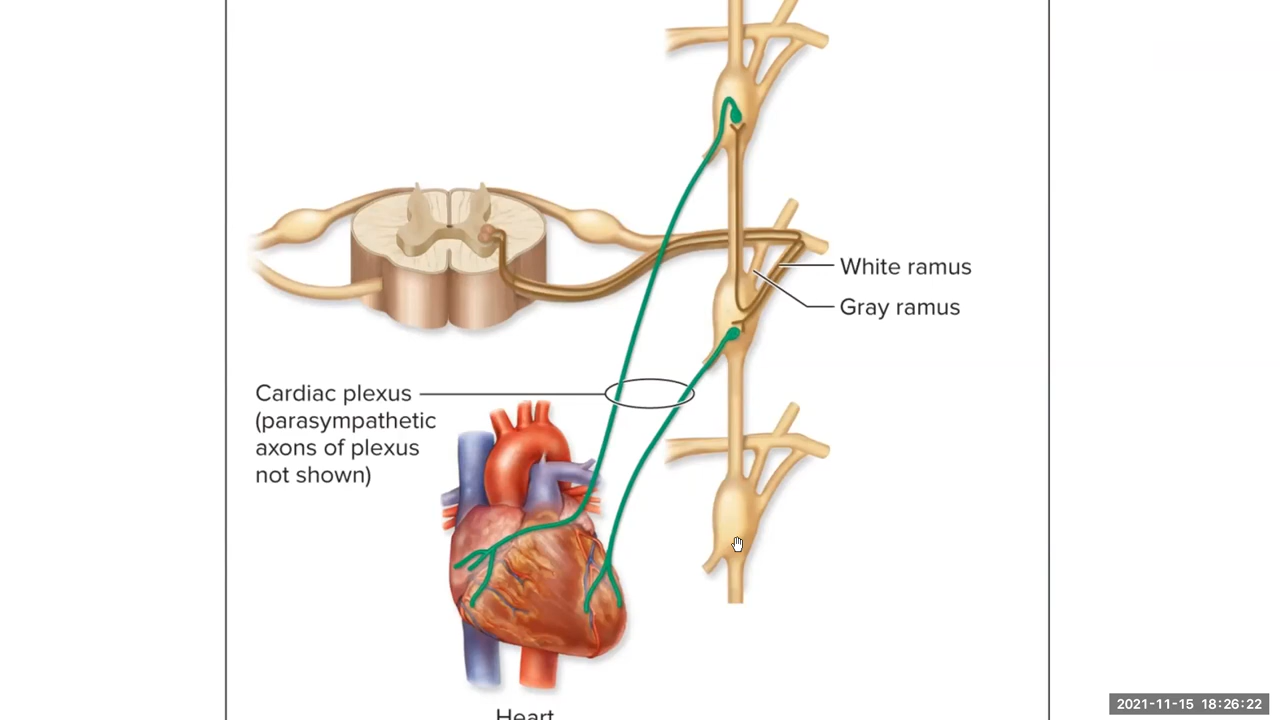 White ramus
Gray ramus
Cardiac plexus
(parasympathetic
axons of plexus
not shown)
Heart
2021-11-15 18:26:22